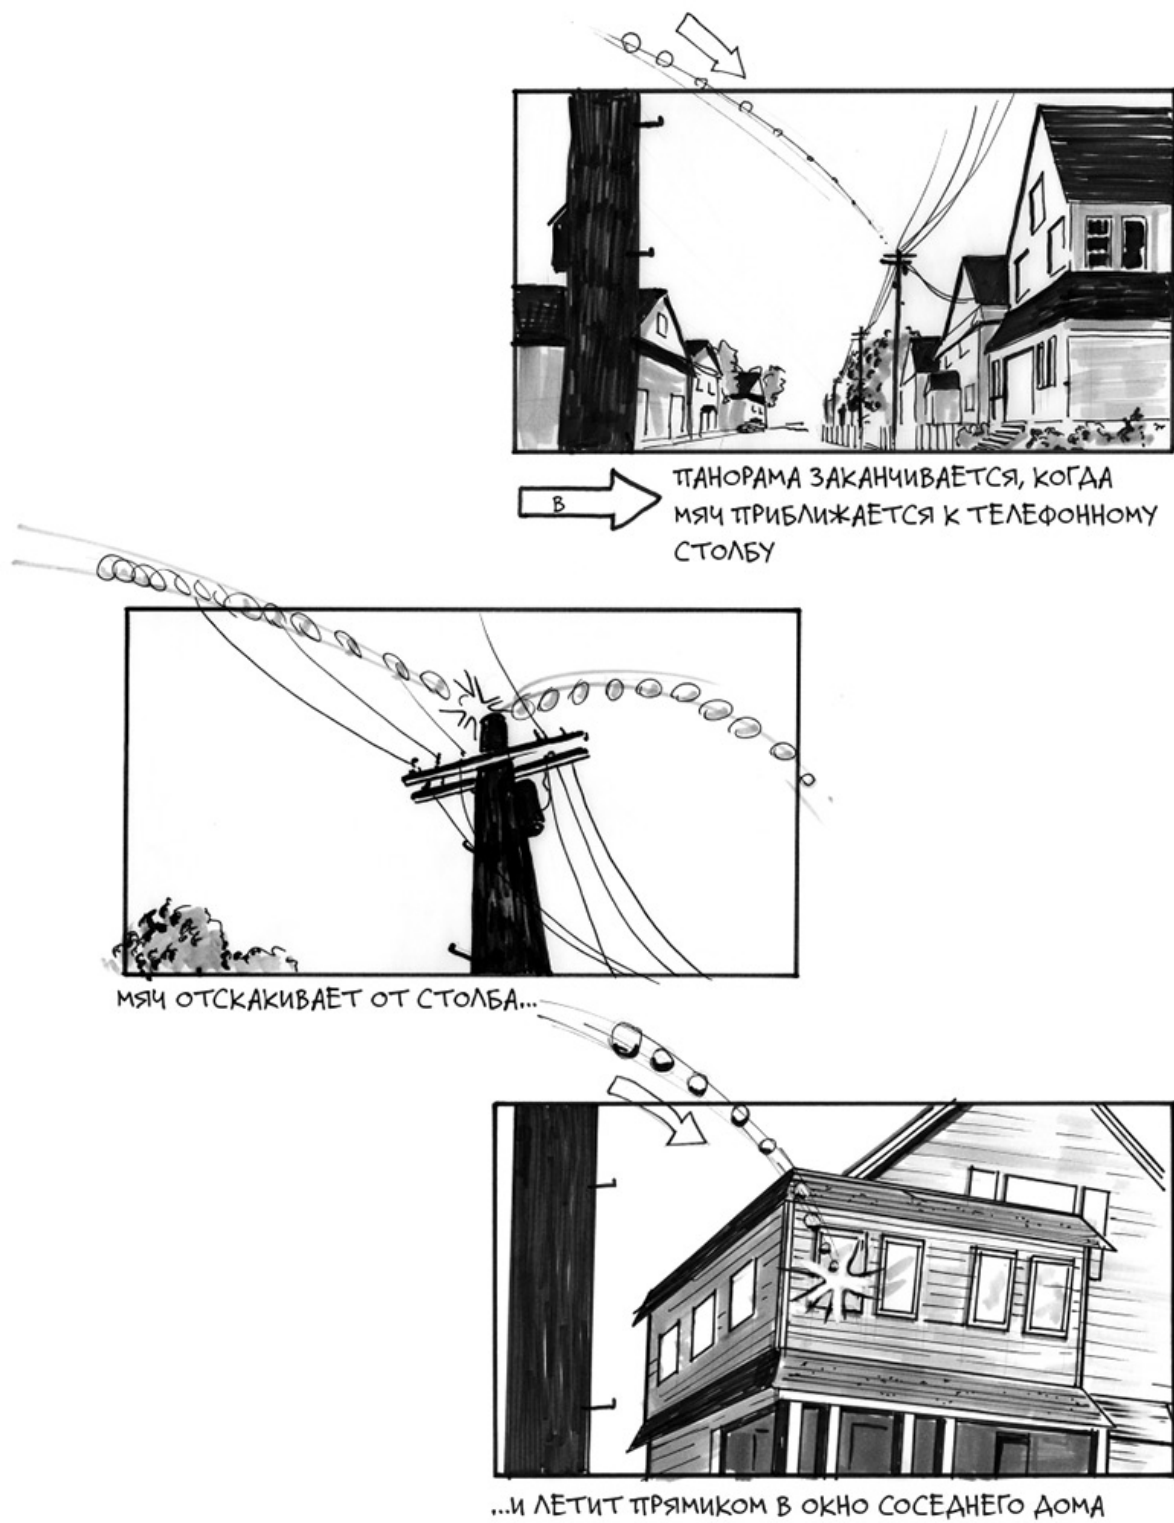 ПАНОРАМА ЗАКАНЧИВАЕТСЯ, КОГДА
В
МЯЧ ПРИБЛИЖАЕТСЯ К ТЕЛЕФОННОМУ
СТОЛБУ
МЯЧ ОТСКАКИВАЕТ ОТ СТОЛБА...
...И ЛЕТИТ ПРЯМИКОМ В ОКНО СОСЕДНЕГО ДОМА